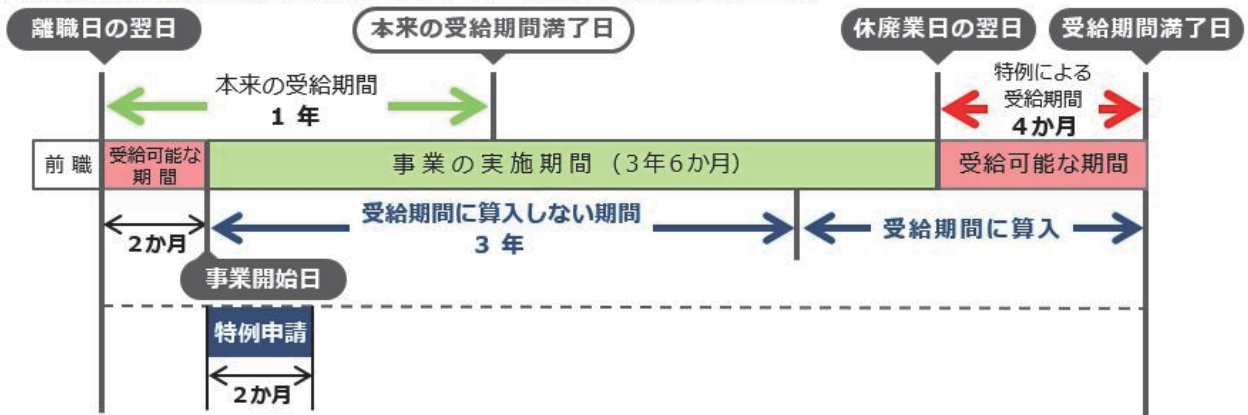 離職日の翌日
本来の受給期間満了日
休廃業日の翌日
受給期間満了日
本来の受給期間
1 年
特例による
受給期間
4か月
前 職
受給可能な
期 間
事業の実施期間 (3年6か月)
受給可能な期間
2か月
受給期間に算入しない期間
3 年
受給期間に算入
事業開始日
特例申請
2か月